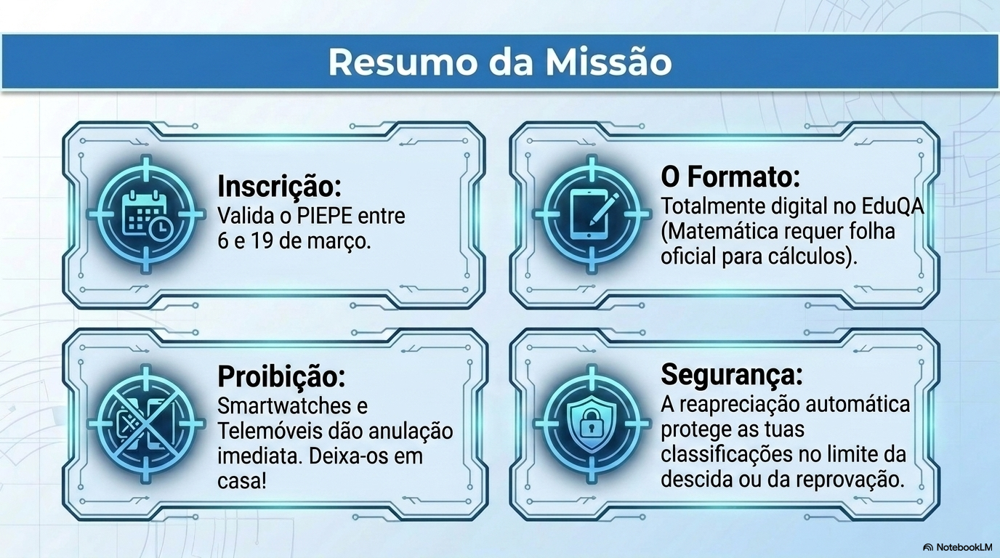 Resumo da Missão
Inscrição:
Valida o PIEPE entre
6 e 19 de março.
O Formato:
Totalmente digital no EduQA
(Matemática requer folha
oficial para cálculos).
Proibição:
Smartwatches e
Telemóveis dão anulação
imediata. Deixa-os em
casa!
Segurança:
A reapreciação automática
protege as tuas
classificações no limite da
descida ou da reprovação.
NotebookLM